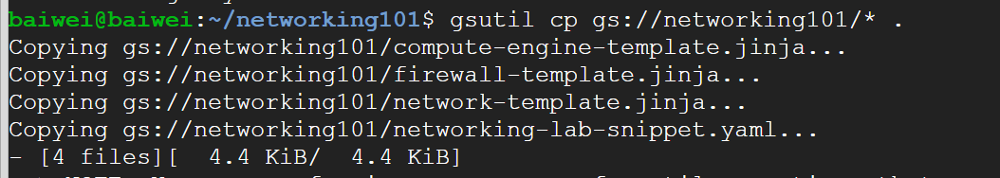 baiwei@baiwei:~/networking101$ gsutil cp gs://networking101/* .
Copying gs://networking101/compute-engine-template.jinja...
Copying gs://networking101/firewall-template.jinja...
Copying gs://networking101/network-template.jinja...
Copying gs://networking101/networking-lab-snippet.yaml...
- [4 files][  4.4 KiB/  4.4 KiB]